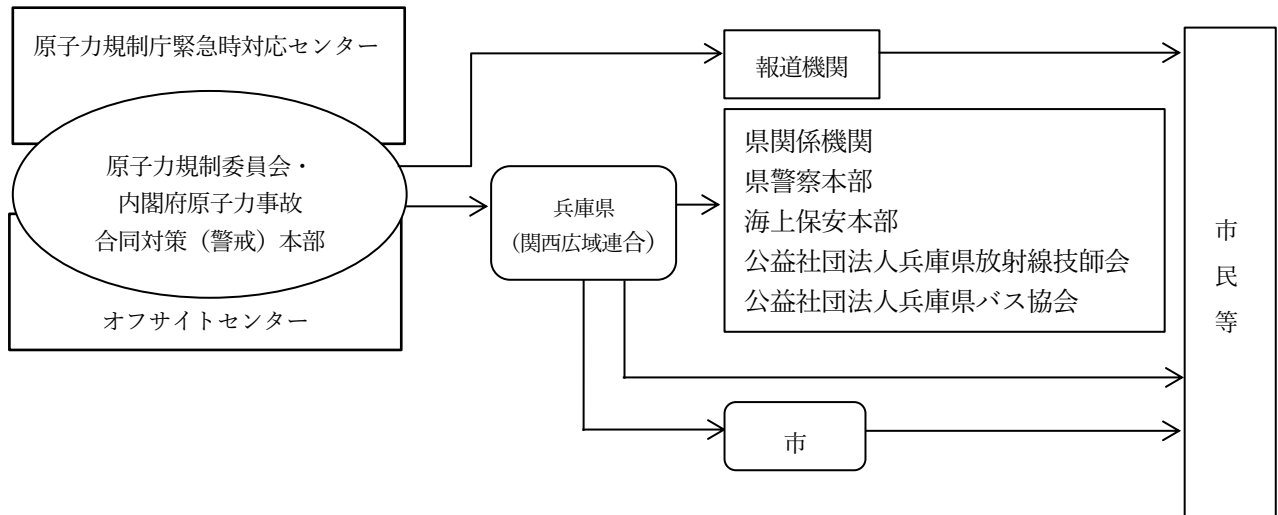 原子力規制庁緊急時対応センター
原子力規制委員会・
内閣府原子力事故
合同対策（警戒）本部
オフサイトセンター
兵庫県
（関西広域連合）
報道機関
県関係機関
県警察本部
海上保安本部
公益社団法人兵庫県放射線技師会
公益社団法人兵庫県バス協会
市
市民等